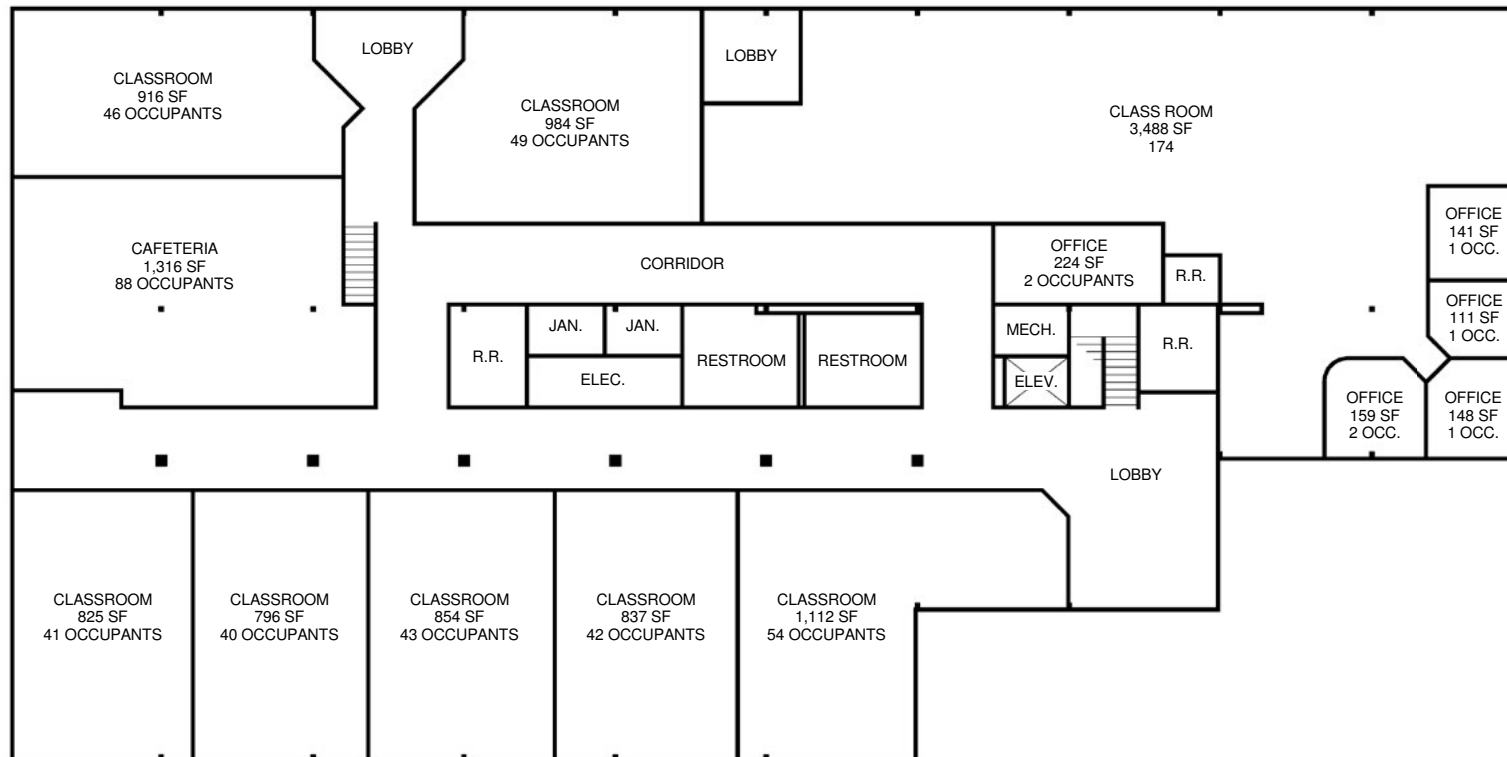 LOBBY
CLASSROOM
916 SF
46 OCCUPANTS
CLASSROOM
984 SF
49 OCCUPANTS
LOBBY
CLASS ROOM
3,488 SF
174
CAFETERIA
1,316 SF
88 OCCUPANTS
CORRIDOR
OFFICE
224 SF
2 OCCUPANTS
R.R.
OFFICE
141 SF
1 OCC.
OFFICE
111 SF
1 OCC.
R.R.
JAN.
JAN.
ELEC.
RESTROOM
RESTROOM
MECH.
ELEV.
R.R.
OFFICE
159 SF
2 OCC.
OFFICE
148 SF
1 OCC.
LOBBY
CLASSROOM
825 SF
41 OCCUPANTS
CLASSROOM
796 SF
40 OCCUPANTS
CLASSROOM
854 SF
43 OCCUPANTS
CLASSROOM
837 SF
42 OCCUPANTS
CLASSROOM
1,112 SF
54 OCCUPANTS